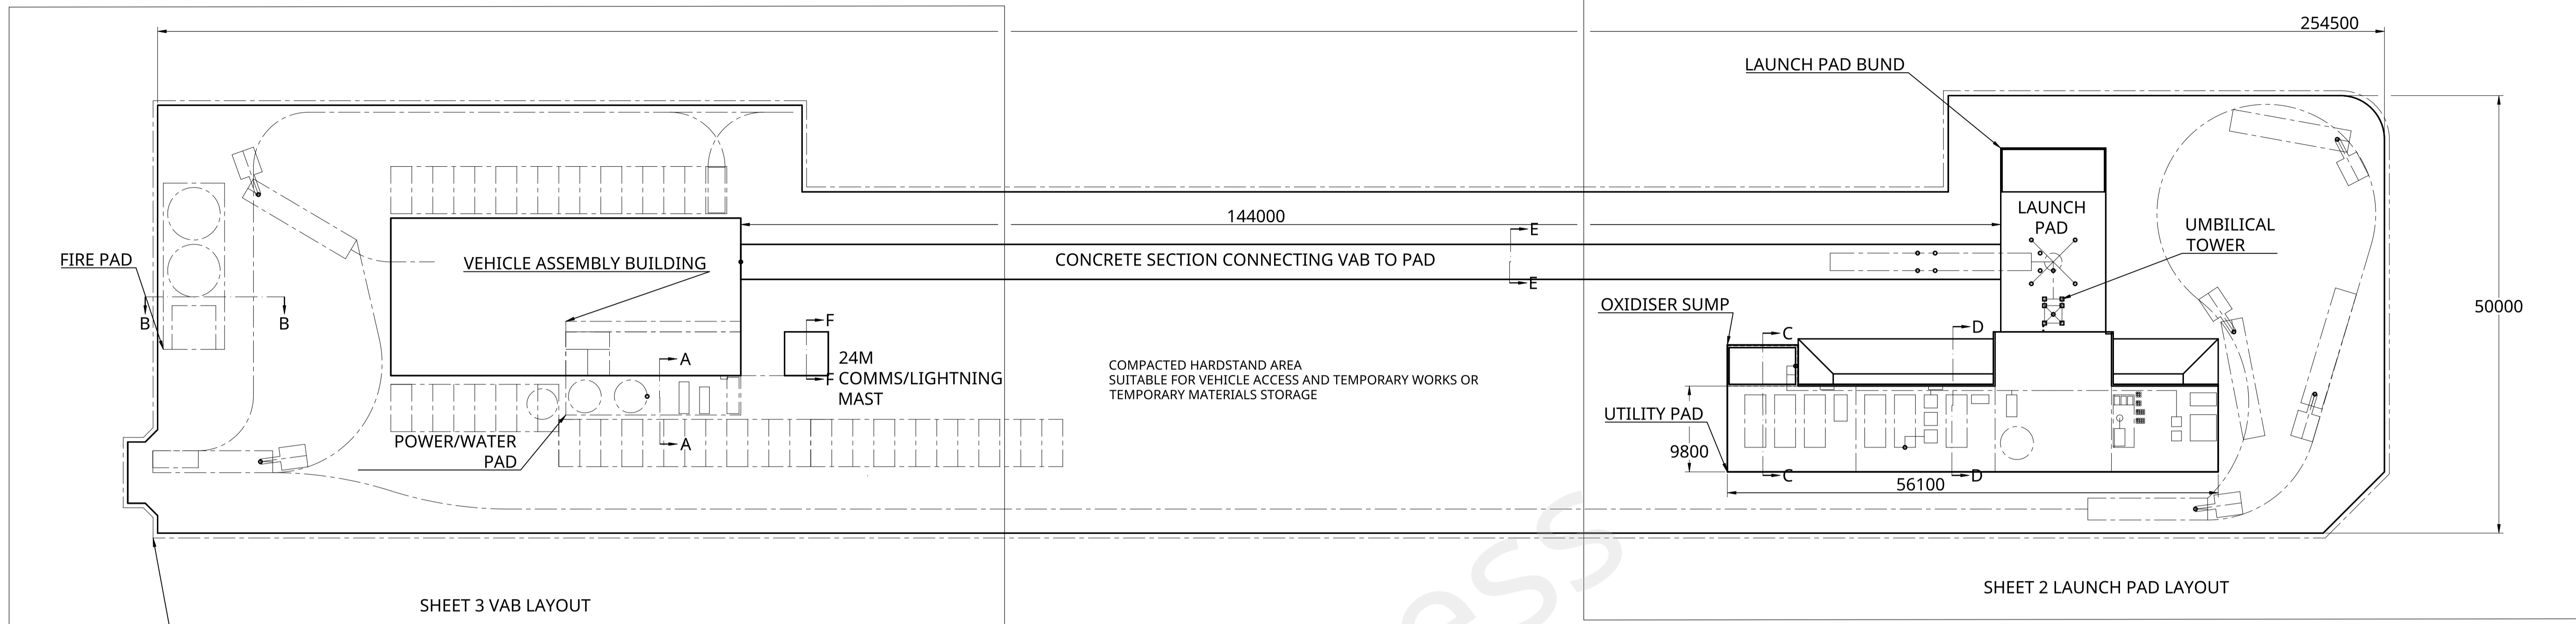 254500
LAUNCH PAD BUND
144000
E
LAUNCH
PAD
UMBILICAL
TOWER
FIRE PAD
VEHICLE ASSEMBLY BUILDING
CONCRETE SECTION CONNECTING VAB TO PAD
E
OXIDISER SUMP
50000
B
B
F
C
D
A
24M
F COMMS/LIGHTNING
MAST
COMPACTED HARDSTAND AREA
SUITABLE FOR VEHICLE ACCESS AND TEMPORARY WORKS OR
TEMPORARY MATERIALS STORAGE
UTILITY PAD
POWER/WATER
PAD
A
9800
C
D
56100
ess
SHEET 3 VAB LAYOUT
SHEET 2 LAUNCH PAD LAYOUT